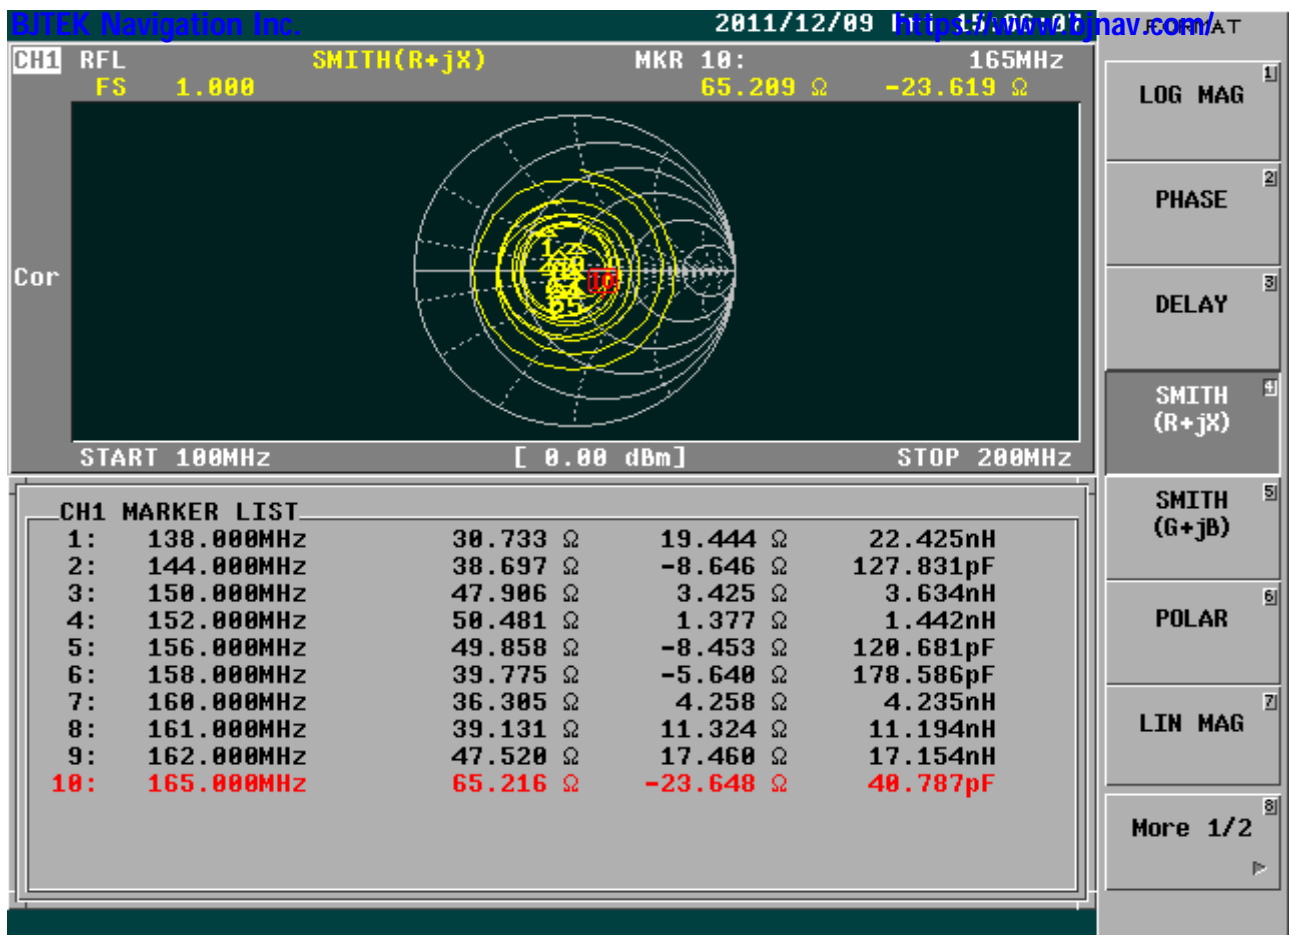 BJTEK Navigation Inc. 2011/12/09 https://www.bjnav.com/
FORMAT
CH1 RFL SMITH(R+jX) MKR 10: 165MHz
FS 1.000 65.209 Ω -23.619 Ω
1
10
Cor
START 100MHz [ 0.00 dBm] STOP 200MHz
CH1 MARKER LIST
1: 138.000MHz 30.733 Ω 19.444 Ω 22.425nH
2: 144.000MHz 38.697 Ω -8.646 Ω 127.831pF
3: 150.000MHz 47.906 Ω 3.425 Ω 3.634nH
4: 152.000MHz 50.481 Ω 1.377 Ω 1.442nH
5: 156.000MHz 49.858 Ω -8.453 Ω 120.681pF
6: 158.000MHz 39.775 Ω -5.640 Ω 178.586pF
7: 160.000MHz 36.305 Ω 4.258 Ω 4.235nH
8: 161.000MHz 39.131 Ω 11.324 Ω 11.194nH
9: 162.000MHz 47.520 Ω 17.460 Ω 17.154nH
10: 165.000MHz 65.216 Ω -23.648 Ω 40.787pF
LOG MAG 1
PHASE 2
DELAY 3
SMITH 4
(R+jX)
SMITH 5
(G+jB)
POLAR 6
LIN MAG 7
More 1/2 8